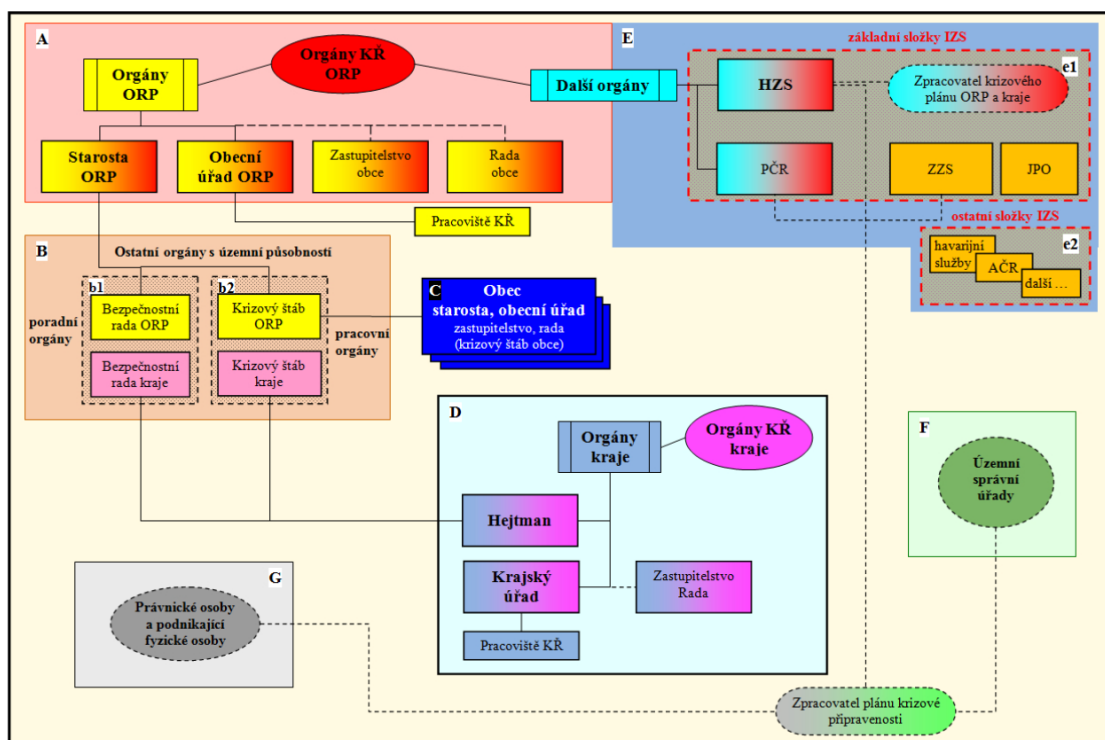 A
Orgány KŘ
ORP
Orgány
ORP
Další orgány
Starosta
ORP
Obecní
úřad ORP
Zastupitelstvo
obce
Rada
obce
Pracoviště KŘ
E
základní složky IZS
e1
HZS
Zpracovatel krizového
plánu ORP a kraje
PČR
ZZS
JPO
ostatní složky IZS
e2
havarijní
služby
AČR
další ...
B
Ostatní orgány s územní působností
b1
b2
poradní
orgány
Bezpečnostní
rada ORP
Krizový štáb
ORP
pracovní
orgány
Bezpečnostní
rada kraje
Krizový štáb
kraje
C
Obec
starosta, obecní úřad
zastupitelstvo, rada
(krizový štáb obce)
D
Orgány
kraje
Orgány KŘ
kraje
Hejtman
Krajský
úřad
Zastupitelstvo
Rada
Pracoviště KŘ
F
Územní
správní
úřady
G
Právnické osoby
a podnikající
fyzické osoby
Zpracovatel plánu krizové
připravenosti